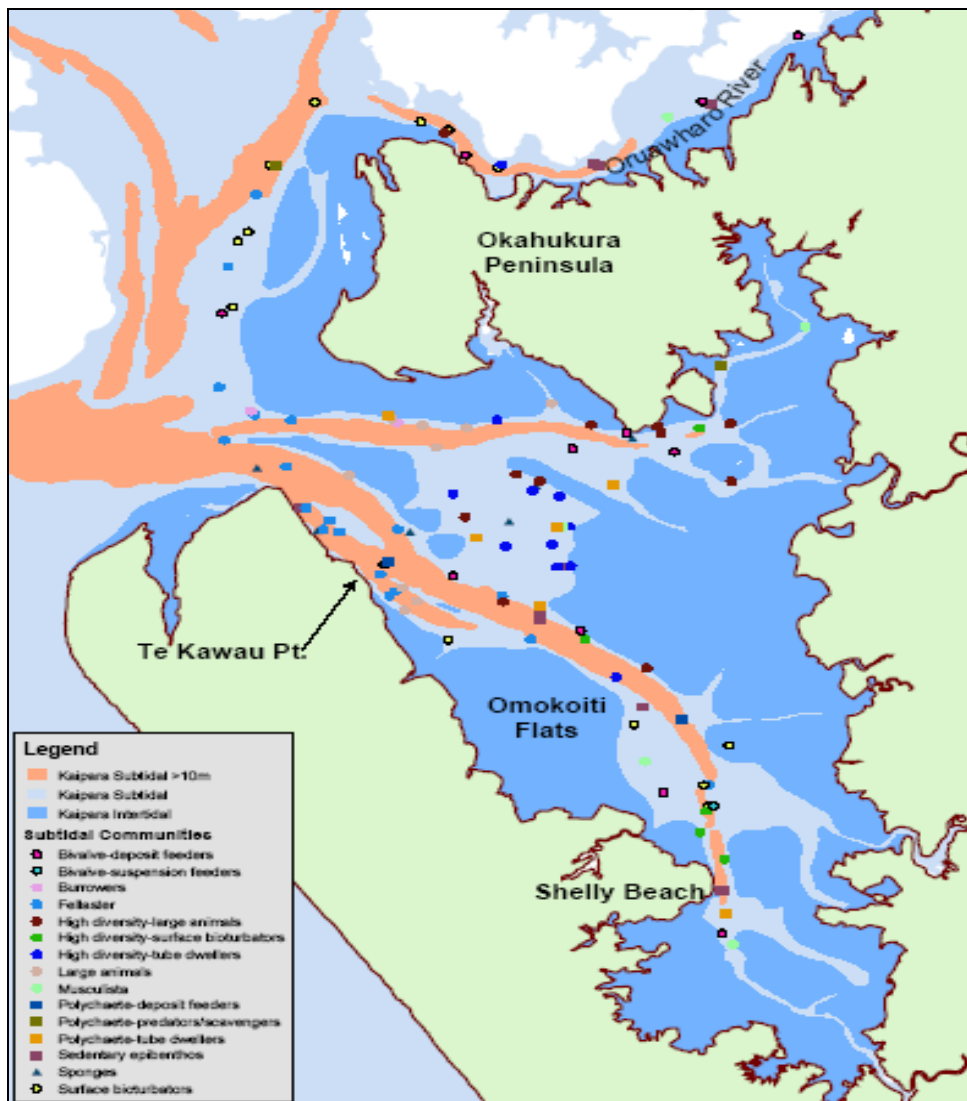 Oruawharo River
Okahukura
Peninsula
Te Kawau Pt.
Omokoiti
Flats
Shelly Beach
Legend
Kaipara Subtidal >10m
Kaipara Subtidal
Kaipara Intertidal
Subtidal Communities
Bivalve-deposit feeders
Bivalve-suspension feeders
Burrowers
Fellaster
High diversity-large animals
High diversity-surface bioturbators
High diversity-tube dwellers
Large animals
Musculista
Polychaete-deposit feeders
Polychaete-predators/scavengers
Polychaete-tube dwellers
Sedentary epibenthos
Sponges
Surface bioturbators